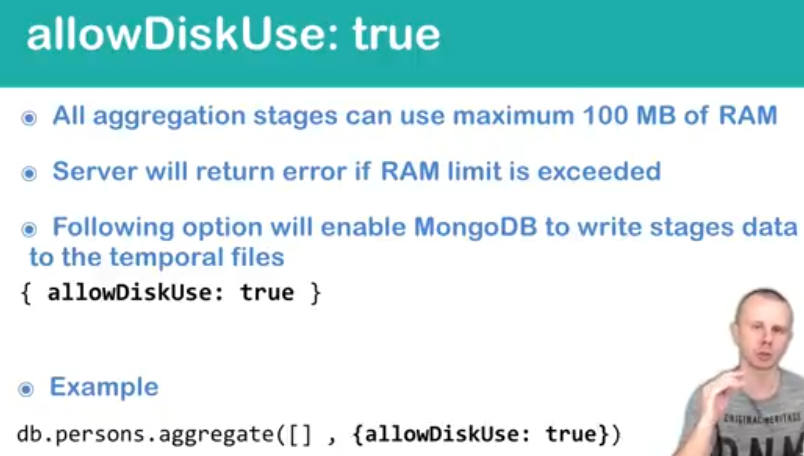 allowDiskUse: true
All aggregation stages can use maximum 100 MB of RAM
Server will return error if RAM limit is exceeded
Following option will enable MongoDB to write stages data
to the temporal files
{ allowDiskUse: true }
Example
db.persons.aggregate([] , {allowDiskUse: true})
ORIGINAL HERITAGE